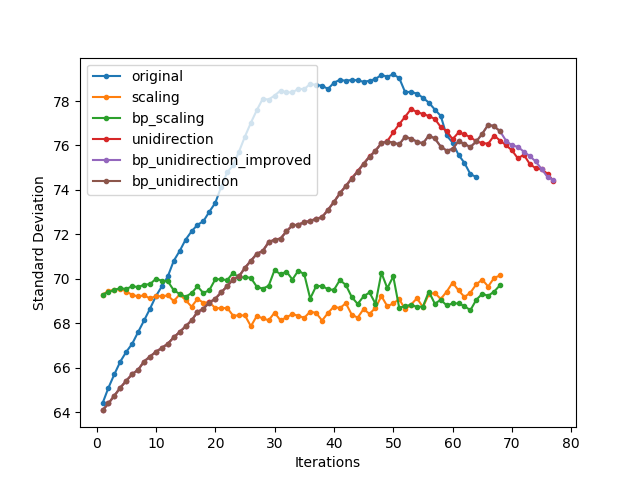 original
scaling
bp_scaling
unidirection
bp_unidirection_improved
bp_unidirection
78
76
74
72
70
68
66
64
Standard Deviation
0 10 20 30 40 50 60 70 80
Iterations